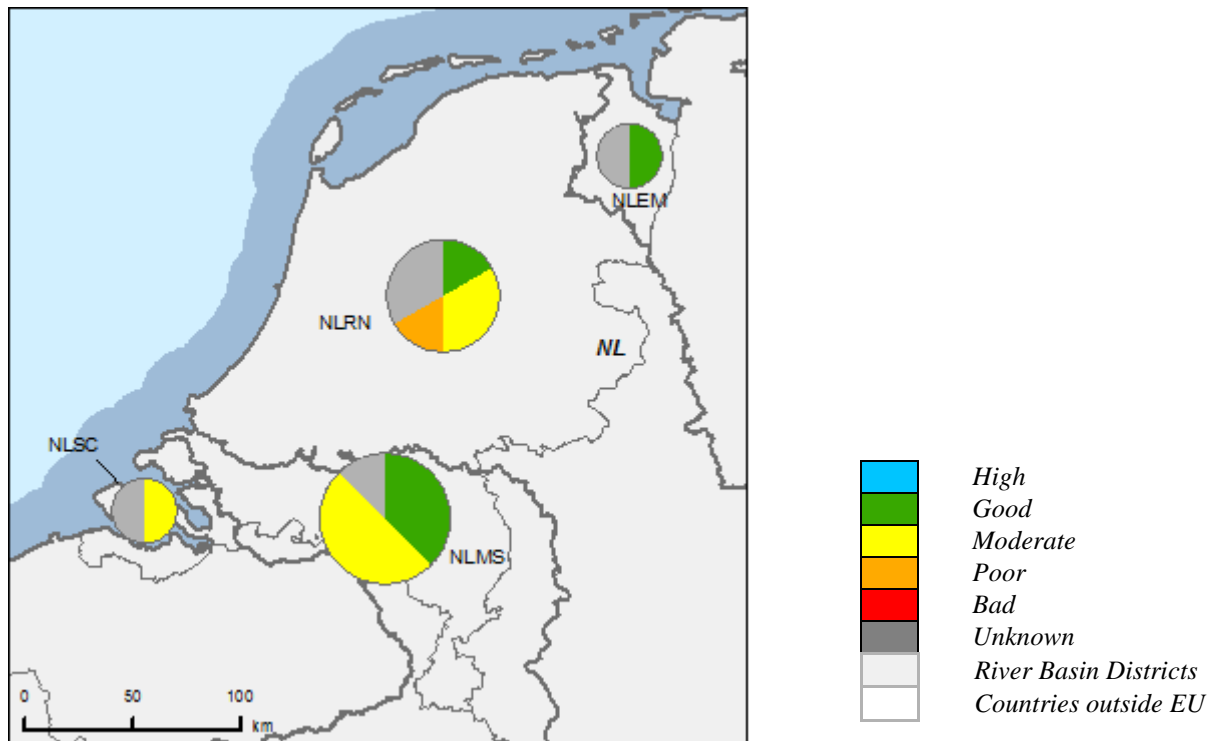 NLEM
NLRN
NL
NLSC
NLMS
0 50 100
km
High
Good
Moderate
Poor
Bad
Unknown
River Basin Districts
Countries outside EU